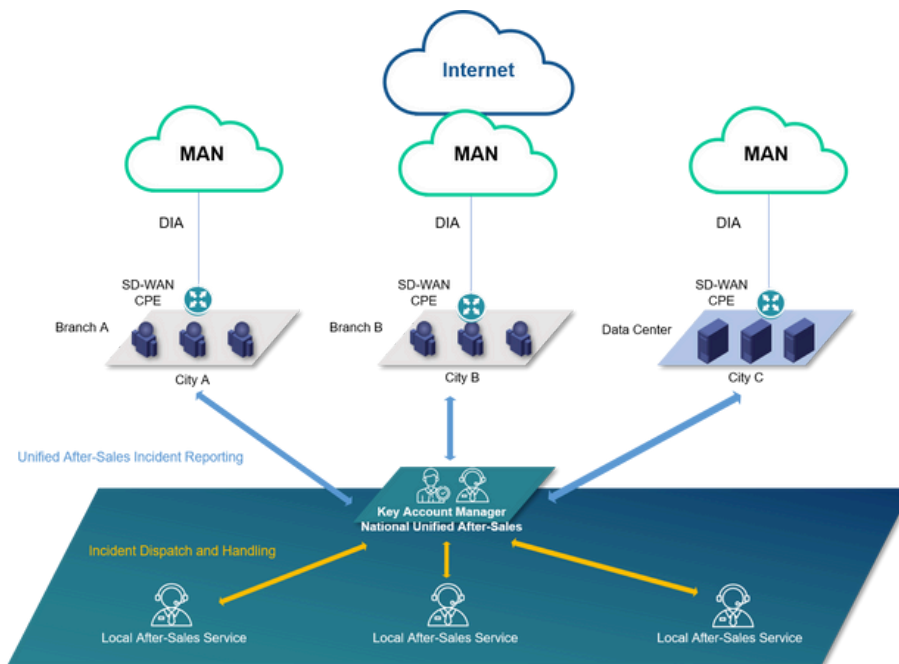 Internet
MAN
MAN
MAN
DIA
DIA
DIA
SD-WAN
CPE
SD-WAN
CPE
SD-WAN
CPE
Branch A
Branch B
Data Center
City A
City B
City C
Unified After-Sales Incident Reporting
Key Account Manager
National Unified After-Sales
Incident Dispatch and Handling
Local After-Sales Service
Local After-Sales Service
Local After-Sales Service